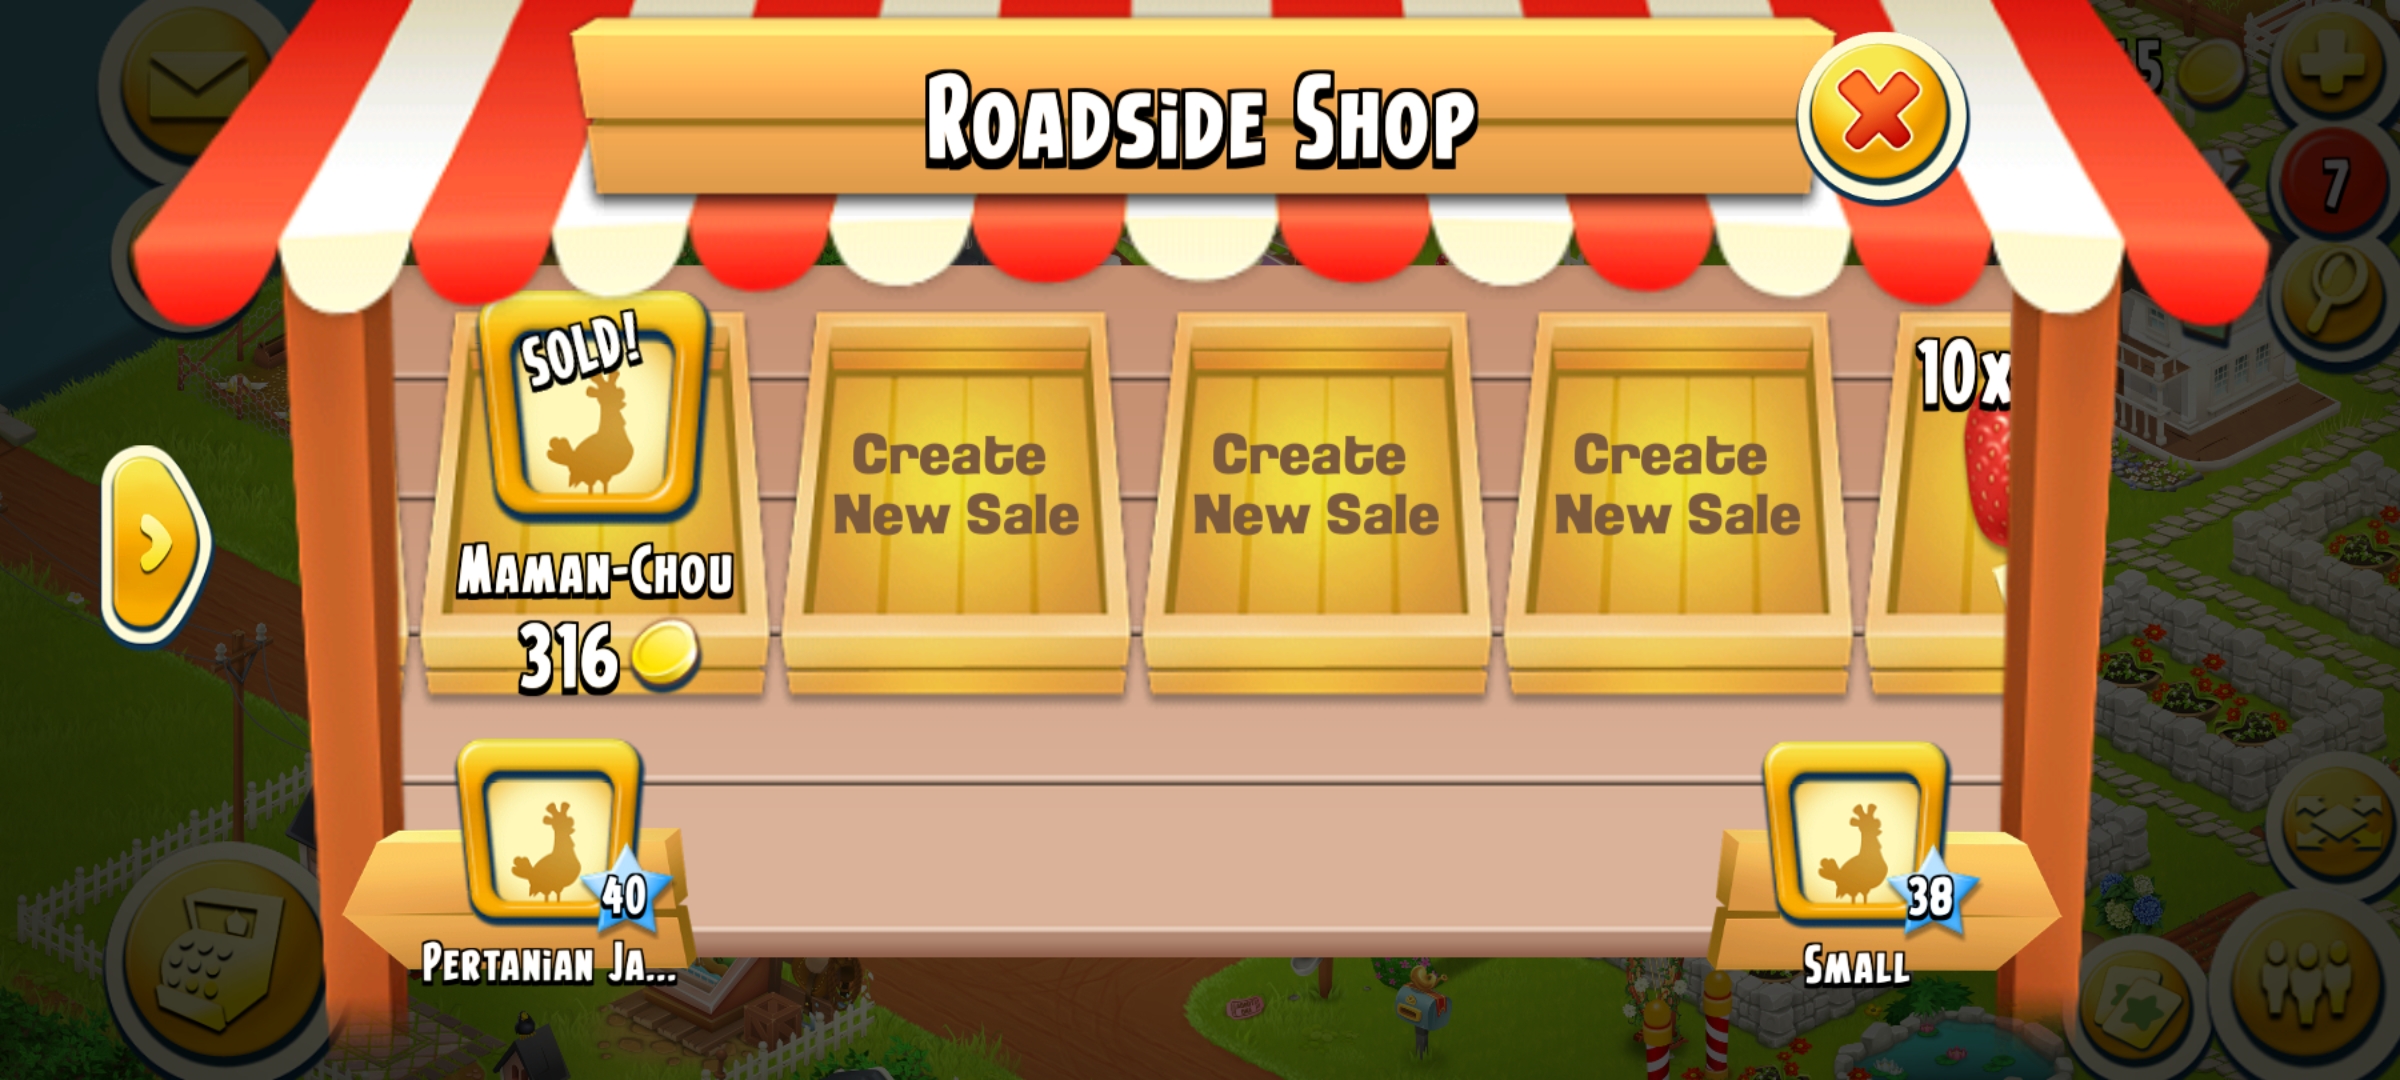 Roadside Shop
5
7
SOLD!
10x
Create
New Sale
Create
New Sale
Create
New Sale
Maman-Chou
316
40
Pertanian Ja...
38
Small